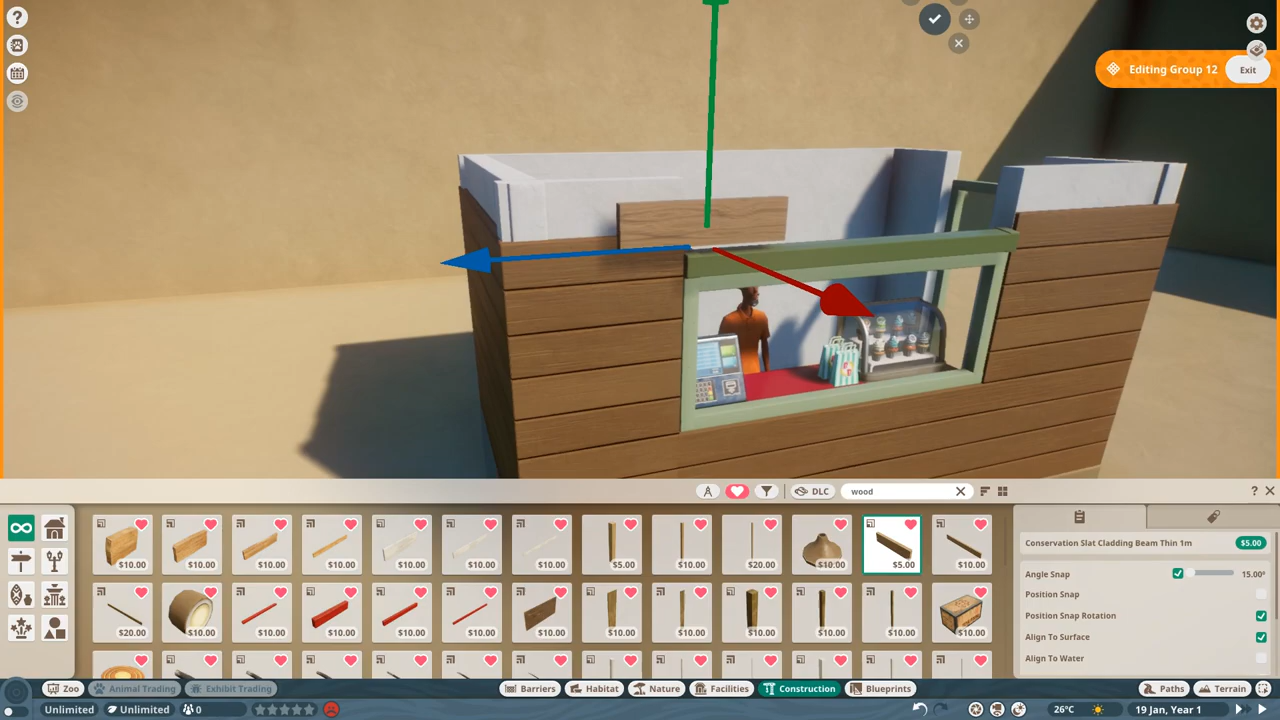 ?
Editing Group 12
Exit
DLC
wood
?
$10.00
$10.00
$10.00
$10.00
$10.00
$10.00
$10.00
$5.00
$10.00
$20.00
$10.00
$5.00
$10.00
$20.00
$10.00
$10.00
$10.00
$10.00
$10.00
$10.00
$10.00
$10.00
$10.00
$10.00
$10.00
$10.00
Conservation Slat Cladding Beam Thin 1m
$5.00
Angle Snap
15.00°
Position Snap
Position Snap Rotation
Align To Surface
Align To Water
Zoo
Animal Trading
Exhibit Trading
Barriers
Habitat
Nature
Facilities
Construction
Blueprints
Paths
Terrain
Unlimited
Unlimited
0
26°C
19 Jan, Year 1